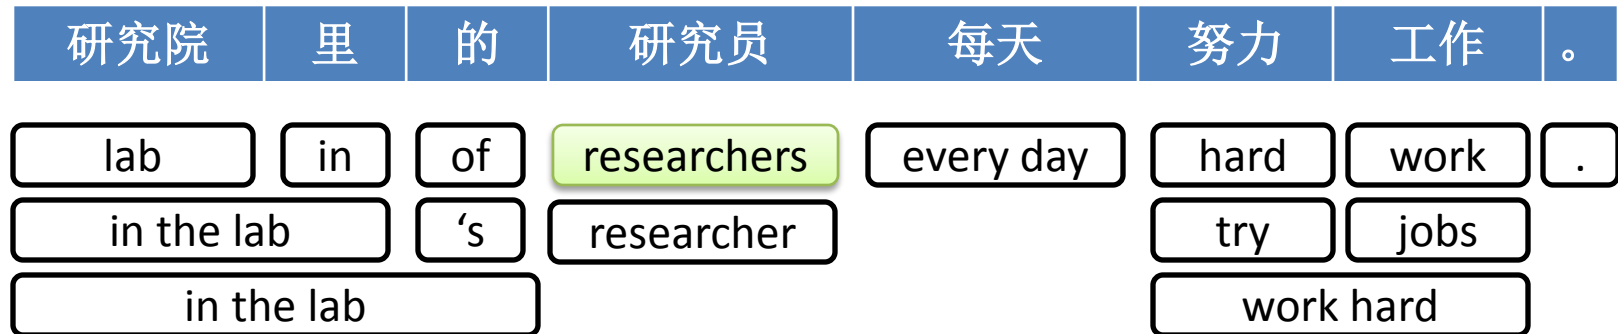 研究院 里 的 研究员 每天 努力 工作 。
lab in of researchers every day hard work .
in the lab ‘s researcher try jobs
in the lab work hard